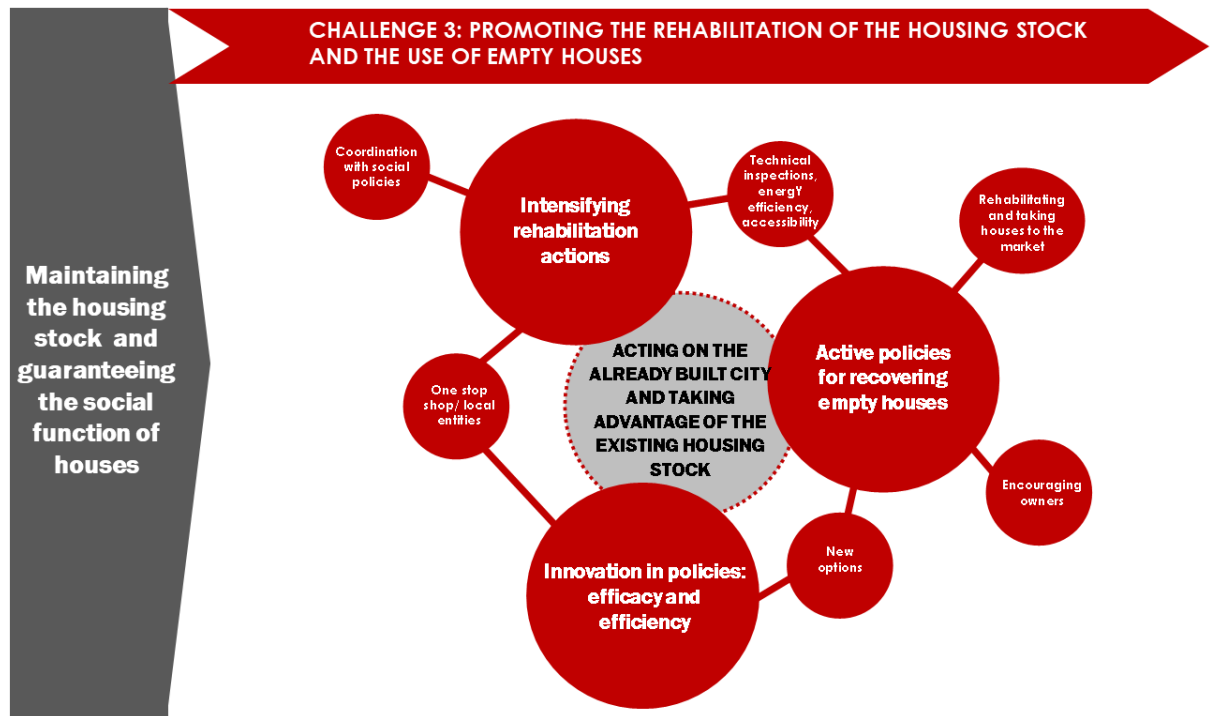 CHALLENGE 3: PROMOTING THE REHABILITATION OF THE HOUSING STOCK
AND THE USE OF EMPTY HOUSES
Maintaining
the housing
stock and
guaranteeing
the social
function of
houses
Coordination
with social
policies
Intensifying
rehabilitation
actions
Technical
inspections,
energY
efficiency,
accessibility
Rehabilitating
and taking
houses to the
market
ACTING ON THE
ALREADY BUILT CITY
AND TAKING
ADVANTAGE OF THE
EXISTING HOUSING
STOCK
Active policies
for recovering
empty houses
One stop
shop/ local
entities
Encouraging
owners
New
options
Innovation in policies:
efficacy and
efficiency